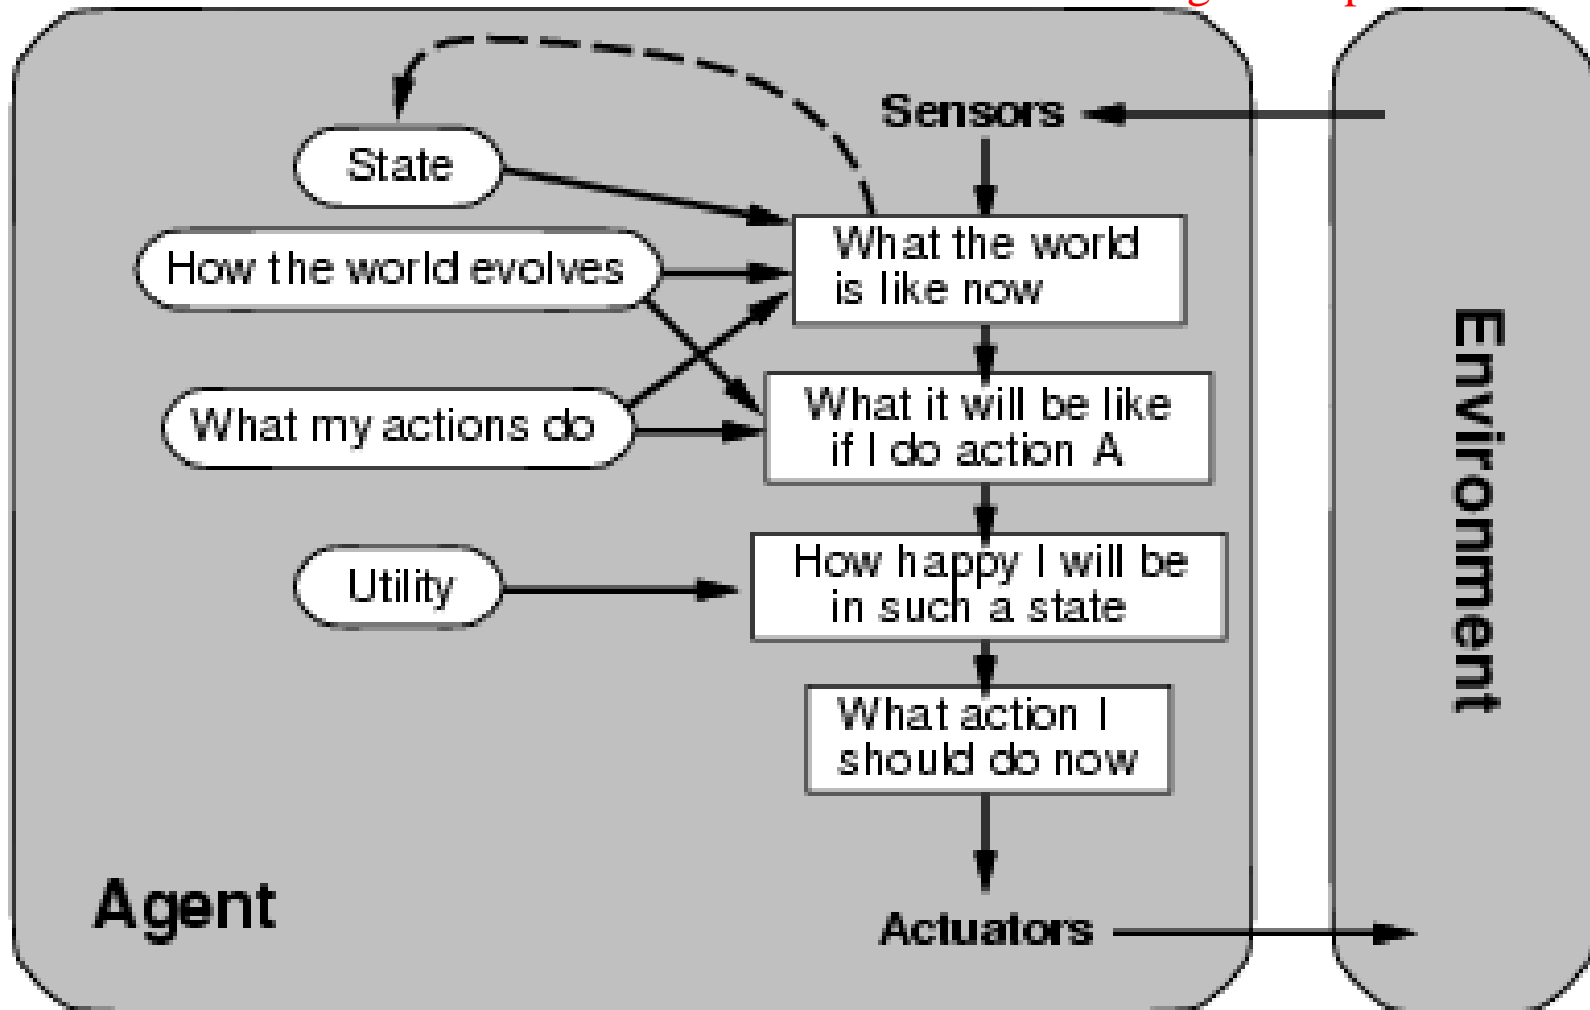 Sensors
State
What the world
is like now
How the world evolves
What it will be like
if I do action A
What my actions do
How happy I will be
in such a state
Utility
What action I
should do now
Agent
Actuators
Environment